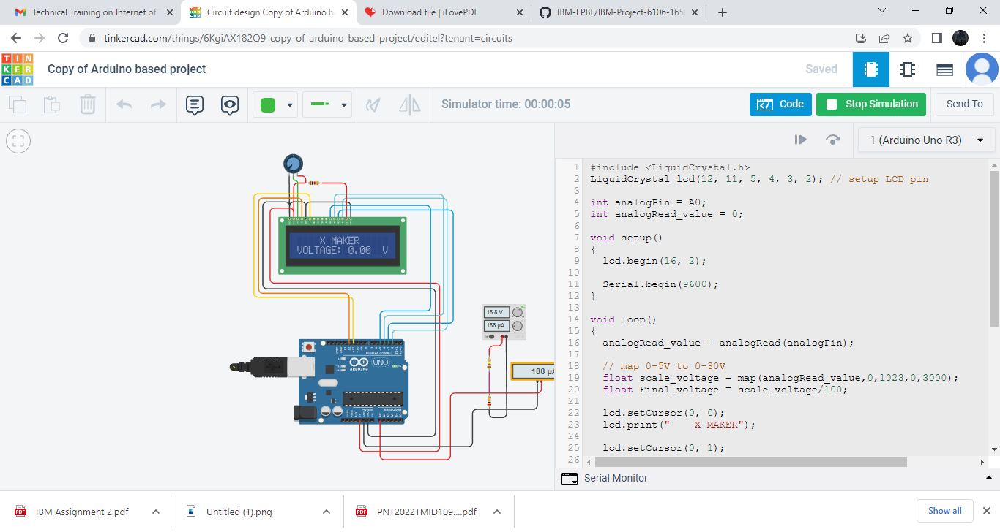 Technical Training on Internet of T
Circuit design Copy of Arduino ba
Download file | iLovePDF
IBM-EPBL/IBM-Project-6106-165
tinkercad.com/things/6KgiAX182Q9-copy-of-arduino-based-project/editel?tenant=circuits
TIN
KER
CAD
Copy of Arduino based project
Saved
Simulator time: 00:00:05
Code
Stop Simulation
Send To
1 (Arduino Uno R3)
X MAKER
VOLTAGE: 0.00 V
18.8 V
188 µA
188 µA
DIGITAL (PWM~)
UNO
ARDUINO
POWER
ANALOG IN
1 #include <LiquidCrystal.h>
2 LiquidCrystal lcd(12, 11, 5, 4, 3, 2); // setup LCD pin
3
4 int analogPin = A0;
5 int analogRead_value = 0;
6
7 void setup()
8 {
9 lcd.begin(16, 2);
10
11 Serial.begin(9600);
12 }
13
14 void loop()
15 {
16 analogRead_value = analogRead(analogPin);
17
18 // map 0-5V to 0-30V
19 float scale_voltage = map(analogRead_value,0,1023,0,3000);
20 float Final_voltage = scale_voltage/100;
21
22 lcd.setCursor(0, 0);
23 lcd.print("    X MAKER");
24
25 lcd.setCursor(0, 1);
26
Serial Monitor
PDF
IBM Assignment 2.pdf
Untitled (1).png
PDF
PNT2022TMID109....pdf
Show all